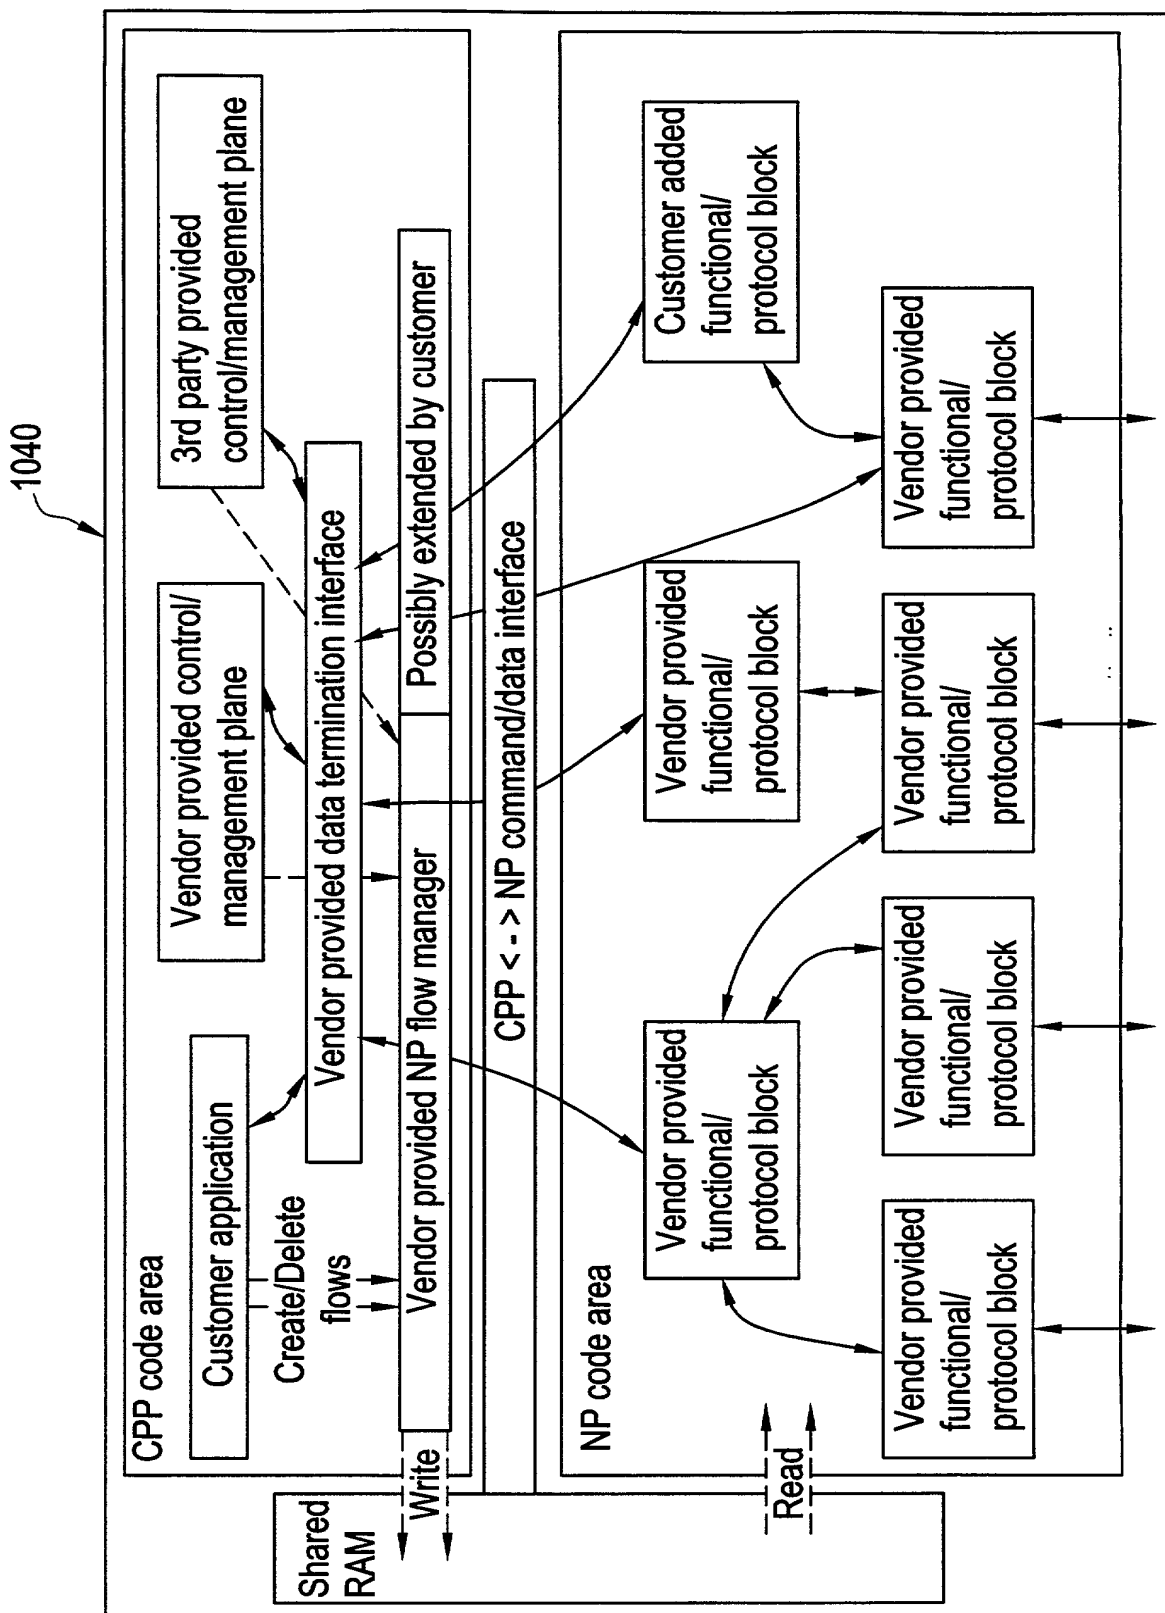 1040
CPP code area
Customer application
Vendor provided control/
management plane
3rd party provided
control/management plane
Create/Delete
flows
Vendor provided data termination interface
Vendor provided NP flow manager
Possibly extended by customer
Write
Shared
RAM
CPP < - > NP command/data interface
NP code area
Read
Vendor provided
functional/
protocol block
Vendor provided
functional/
protocol block
Customer added
functional/
protocol block
Vendor provided
functional/
protocol block
Vendor provided
functional/
protocol block
Vendor provided
functional/
protocol block
Vendor provided
functional/
protocol block